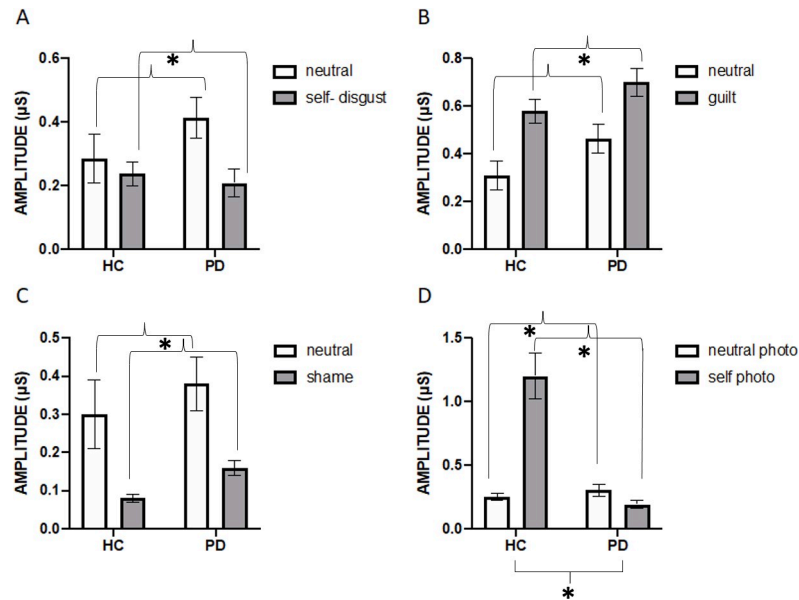 A
AMPLITUDE (µS)
0.6
0.4
0.2
0.0
HC
PD
*
neutral
self- disgust
B
AMPLITUDE (µS)
0.8
0.6
0.4
0.2
0.0
HC
PD
*
neutral
guilt
C
AMPLITUDE (µS)
0.5
0.4
0.3
0.2
0.1
0.0
HC
PD
*
neutral
shame
D
AMPLITUDE (µS)
1.5
1.0
0.5
0.0
HC
PD
*
*
*
neutral photo
self photo